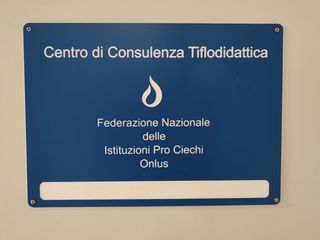 Centro di Consulenza Tiflodidattica
Federazione Nazionale
delle
Istituzioni Pro Ciechi
Onlus